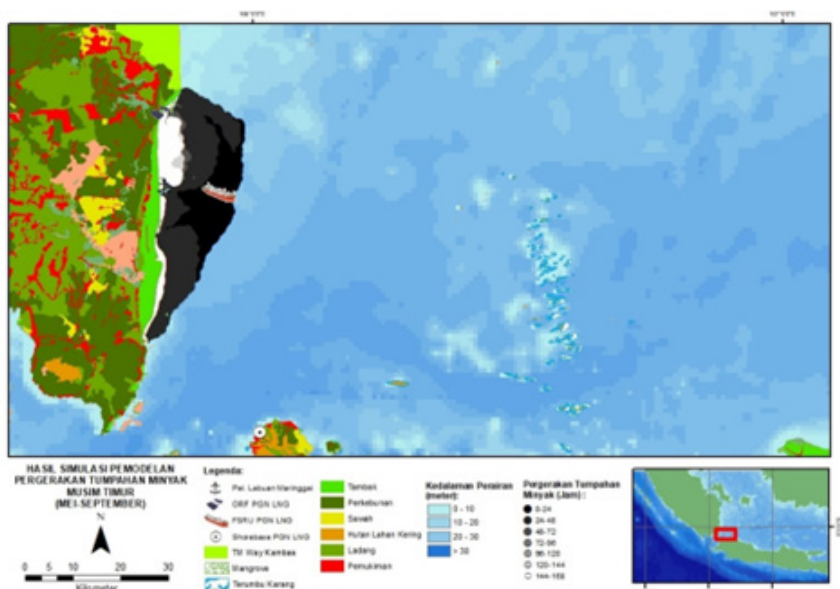 HASIL SIMULASI PEMODELAN
PERGERAKAN TUMPAHAN MINYAK
MUSIM TIMUR
(MEI-SEPTEMBER)
N
0 5 10 20 30
Kilometer
Legenda:
Pel. Labuan Maringgai
ORF PGN LNG
FSRU PGN LNG
Shorebase PGN LNG
TM Way Kambas
Mangrove
Terumbu Karang
Tambak
Perkebunan
Sawah
Hutan Lahan Kering
Ladang
Pemukiman
Kedalaman Perairan
(meter):
0 - 10
10 - 20
20 - 30
> 30
Pergerakan Tumpahan
Minyak (Jam) :
0-24
24-48
48-72
72-96
96-120
120-144
144-168